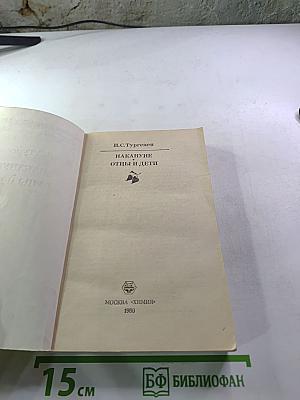 И.С.Тургенев
НАКАНУНЕ
ОТЦЫ И ДЕТИ
МОСКВА «ХИМИЯ»
1980
15 см
БФ БИБЛИОФАН